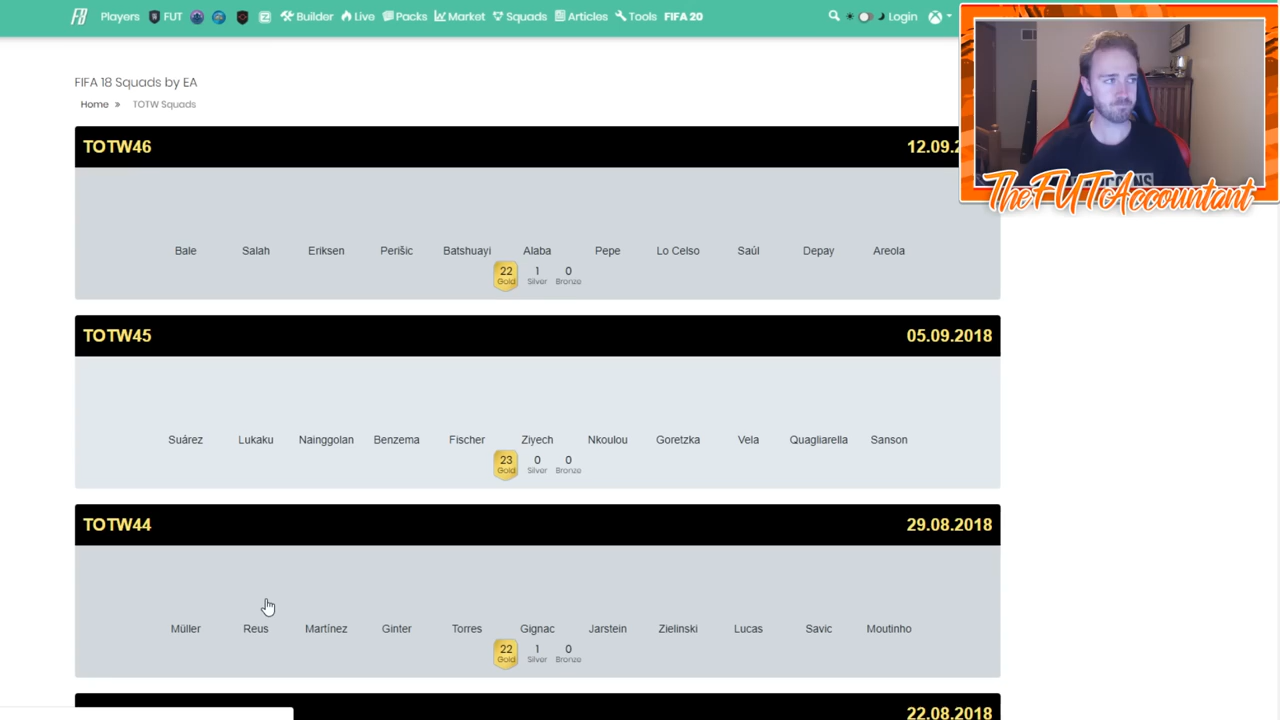 Players FUT Builder Live Packs Market Squads Articles Tools FIFA 20 Login
FIFA 18 Squads by EA
Home » TOTW Squads
TOTW46 12.09.2
Bale Salah Eriksen Perišic Batshuayi Alaba Pepe Lo Celso Saúl Depay Areola
22 1 0
Gold Silver Bronze
TOTW45 05.09.2018
Suárez Lukaku Nainggolan Benzema Fischer Ziyech Nkoulou Goretzka Vela Quagliarella Sanson
23 0 0
Gold Silver Bronze
TOTW44 29.08.2018
Müller Reus Martínez Ginter Torres Gignac Jarstein Zielinski Lucas Savic Moutinho
22 1 0
Gold Silver Bronze
22.08.2018
TheFUTAccountant